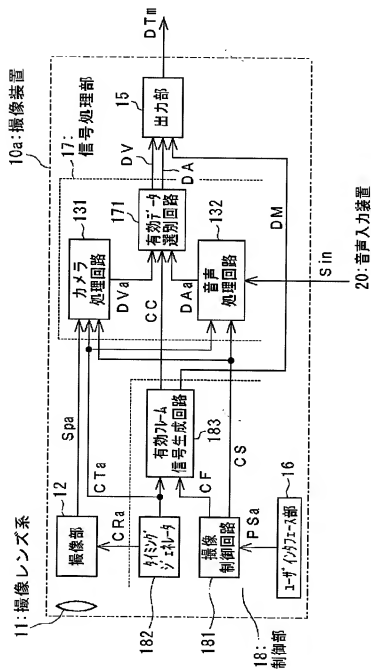 10a:撮像装置
17:
信号処理部
11:撮像レンズ系
12
撮像部
Spa
131
カメラ
処理回路
CTa
CRa
DVa
CC
171
有効データ
選別回路
DV
DA
15
出力部
DTm
182
タイミング
ジェネレータ
有効フレーム
信号生成回路
183
DAa
132
音声
処理回路
CF
CS
DM
181
撮像
制御回路
PSa
16
ユーザインタフェース部
18:
制御部
Sin
20:音声入力装置